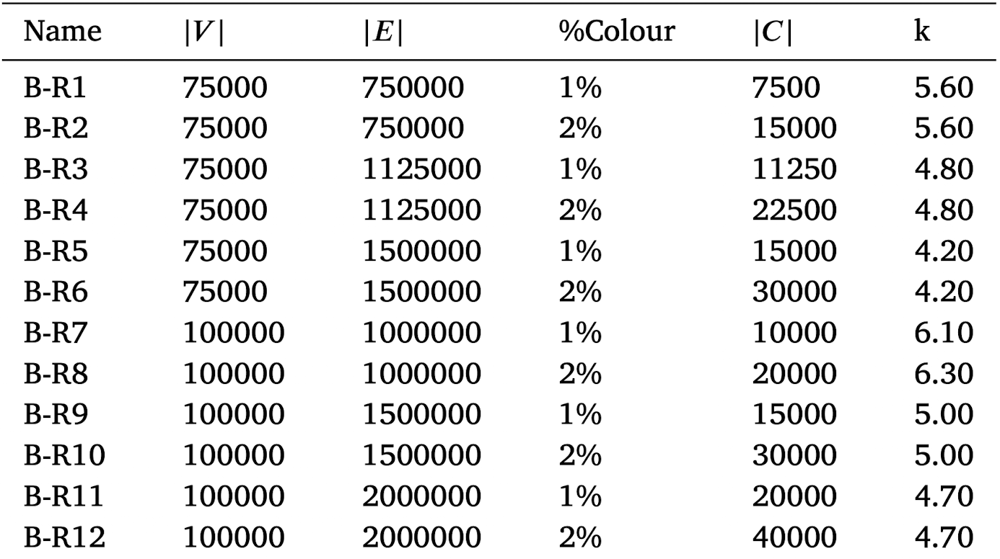 Name |V| |E| %Colour |C| k
B-R1 75000 750000 1% 7500 5.60
B-R2 75000 750000 2% 15000 5.60
B-R3 75000 1125000 1% 11250 4.80
B-R4 75000 1125000 2% 22500 4.80
B-R5 75000 1500000 1% 15000 4.20
B-R6 75000 1500000 2% 30000 4.20
B-R7 100000 1000000 1% 10000 6.10
B-R8 100000 1000000 2% 20000 6.30
B-R9 100000 1500000 1% 15000 5.00
B-R10 100000 1500000 2% 30000 5.00
B-R11 100000 2000000 1% 20000 4.70
B-R12 100000 2000000 2% 40000 4.70